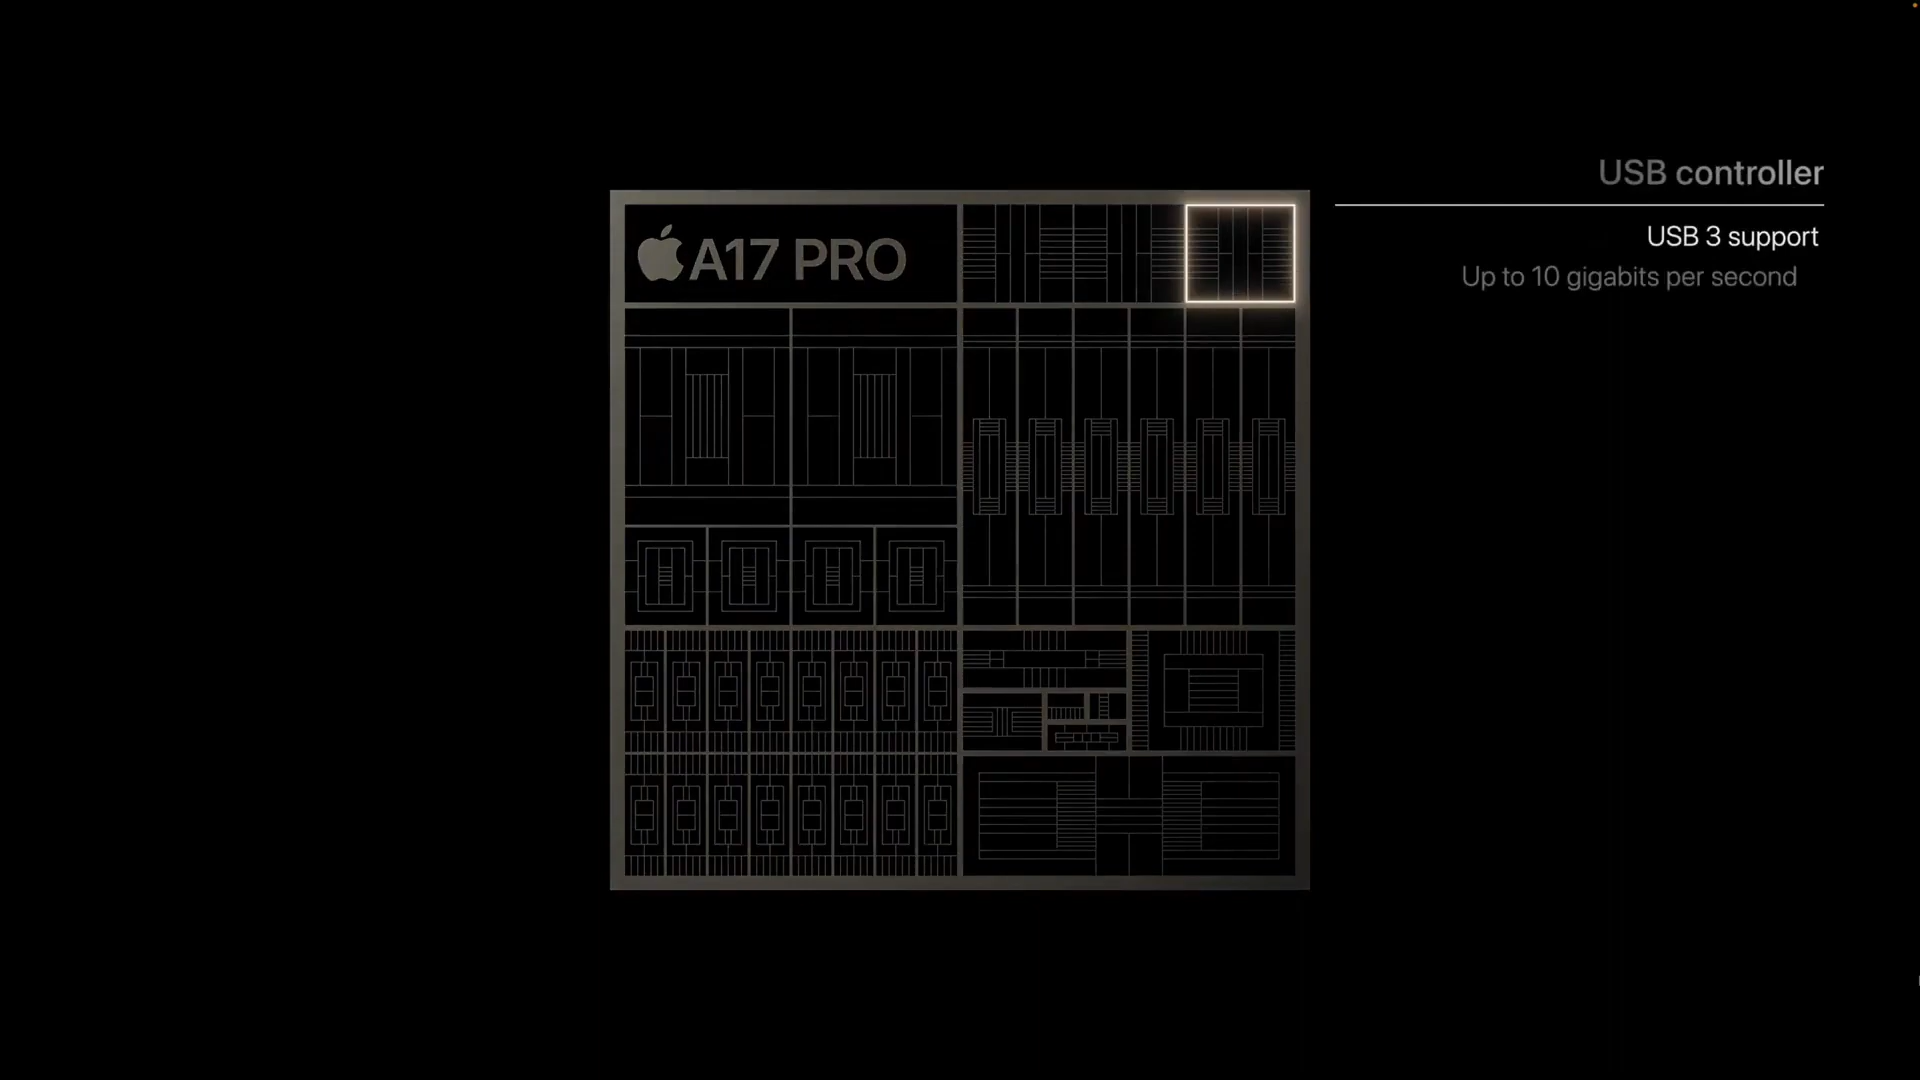 A17 PRO
USB controller
USB 3 support
Up to 10 gigabits per second